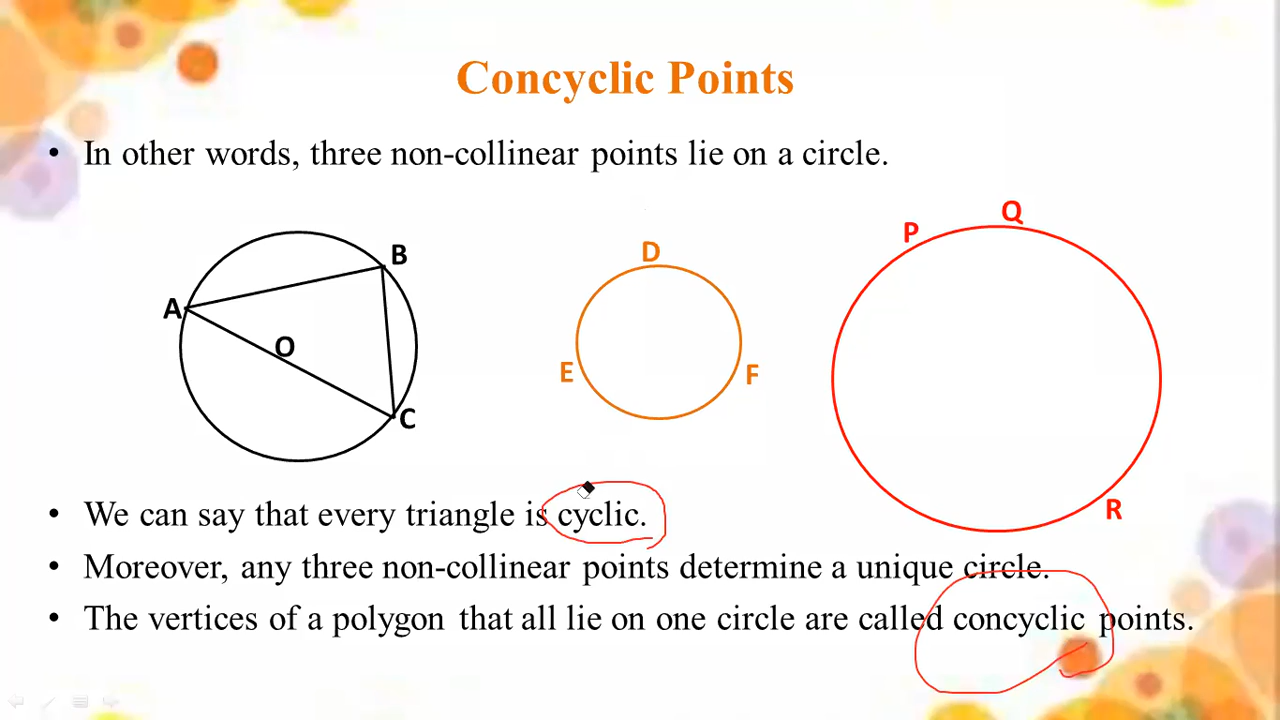 Concyclic Points
• In other words, three non-collinear points lie on a circle.
Q
P
B
D
A
O
E
F
C
R
• We can say that every triangle is cyclic.
• Moreover, any three non-collinear points determine a unique circle.
• The vertices of a polygon that all lie on one circle are called concyclic points.